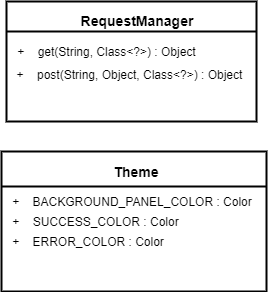 RequestManager
+ get(String, Class<?>) : Object
+ post(String, Object, Class<?>) : Object
Theme
+ BACKGROUND_PANEL_COLOR : Color
+ SUCCESS_COLOR : Color
+ ERROR_COLOR : Color